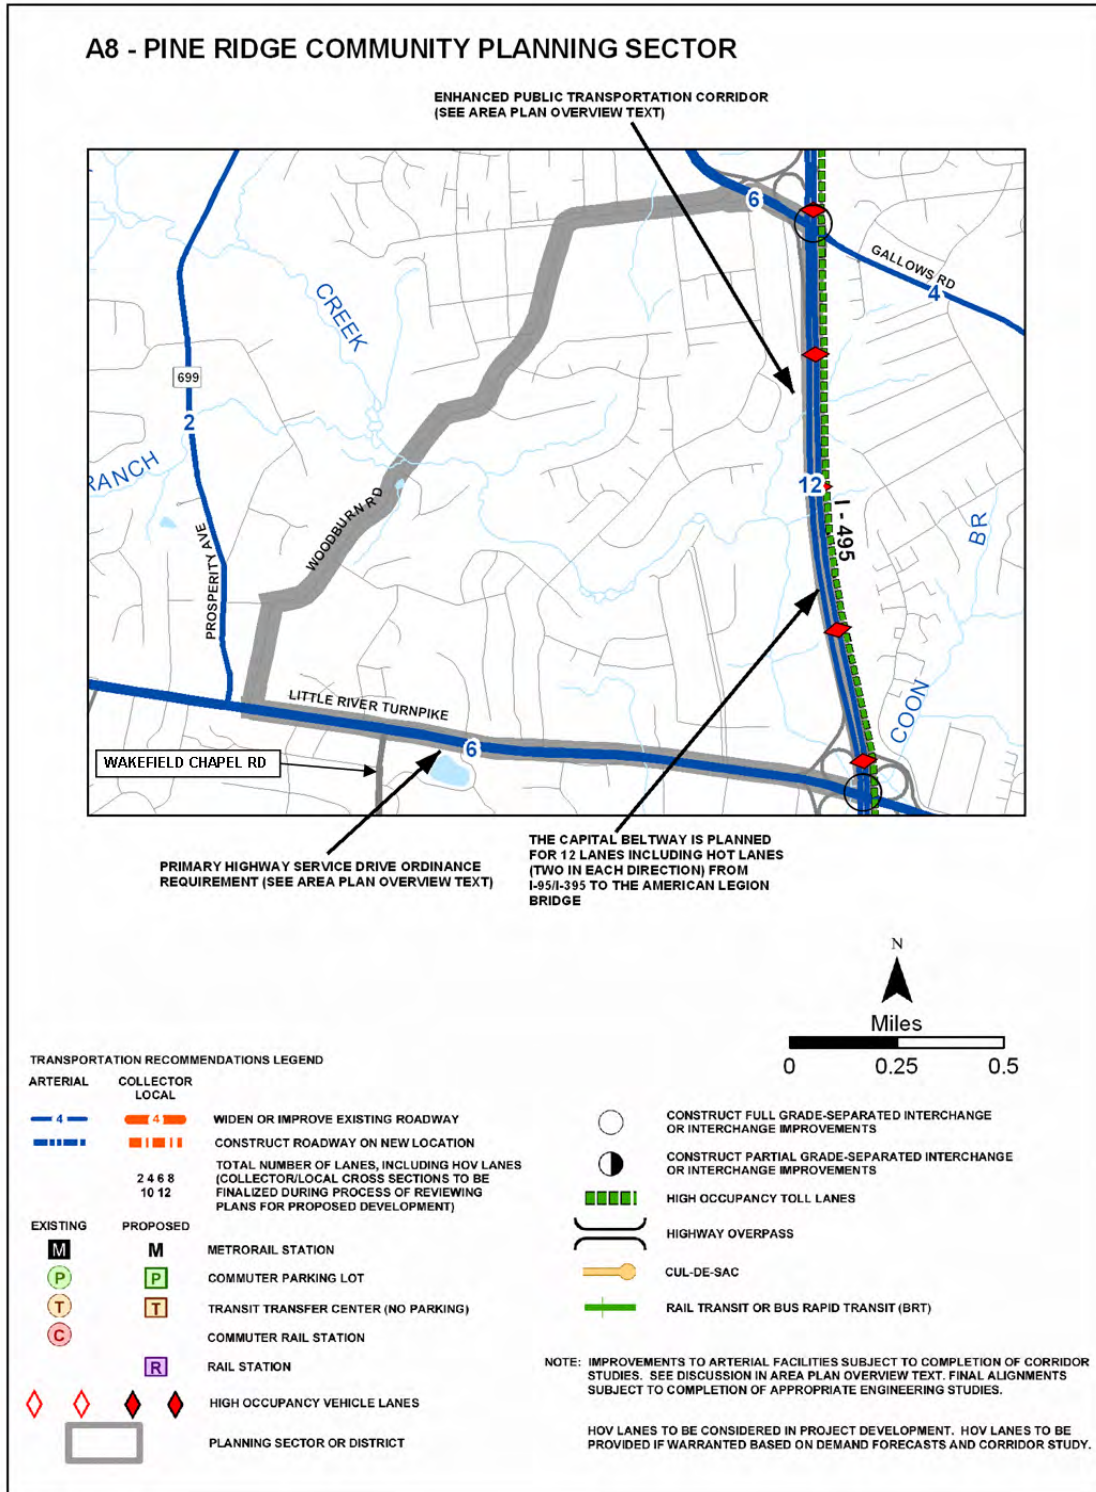 A8 - PINE RIDGE COMMUNITY PLANNING SECTOR
ENHANCED PUBLIC TRANSPORTATION CORRIDOR
(SEE AREA PLAN OVERVIEW TEXT)
6
GALLOWS RD
4
CREEK
699
2
RANCH
WOODBURN RD
12
I - 495
BR
PROSPERITY AVE
COON
LITTLE RIVER TURNPIKE
6
WAKEFIELD CHAPEL RD
PRIMARY HIGHWAY SERVICE DRIVE ORDINANCE
REQUIREMENT (SEE AREA PLAN OVERVIEW TEXT)
THE CAPITAL BELTWAY IS PLANNED
FOR 12 LANES INCLUDING HOT LANES
(TWO IN EACH DIRECTION) FROM
I-95/I-395 TO THE AMERICAN LEGION
BRIDGE
N
Miles
0 0.25 0.5
TRANSPORTATION RECOMMENDATIONS LEGEND
ARTERIAL COLLECTOR
LOCAL
4 4 WIDEN OR IMPROVE EXISTING ROADWAY
CONSTRUCT ROADWAY ON NEW LOCATION
2 4 6 8
10 12
TOTAL NUMBER OF LANES, INCLUDING HOV LANES
(COLLECTOR/LOCAL CROSS SECTIONS TO BE
FINALIZED DURING PROCESS OF REVIEWING
PLANS FOR PROPOSED DEVELOPMENT)
EXISTING PROPOSED
M M METRORAIL STATION
P P COMMUTER PARKING LOT
T T TRANSIT TRANSFER CENTER (NO PARKING)
C COMMUTER RAIL STATION
R RAIL STATION
HIGH OCCUPANCY VEHICLE LANES
PLANNING SECTOR OR DISTRICT
CONSTRUCT FULL GRADE-SEPARATED INTERCHANGE
OR INTERCHANGE IMPROVEMENTS
CONSTRUCT PARTIAL GRADE-SEPARATED INTERCHANGE
OR INTERCHANGE IMPROVEMENTS
HIGH OCCUPANCY TOLL LANES
HIGHWAY OVERPASS
CUL-DE-SAC
RAIL TRANSIT OR BUS RAPID TRANSIT (BRT)
NOTE: IMPROVEMENTS TO ARTERIAL FACILITIES SUBJECT TO COMPLETION OF CORRIDOR
STUDIES. SEE DISCUSSION IN AREA PLAN OVERVIEW TEXT. FINAL ALIGNMENTS
SUBJECT TO COMPLETION OF APPROPRIATE ENGINEERING STUDIES.
HOV LANES TO BE CONSIDERED IN PROJECT DEVELOPMENT. HOV LANES TO BE
PROVIDED IF WARRANTED BASED ON DEMAND FORECASTS AND CORRIDOR STUDY.